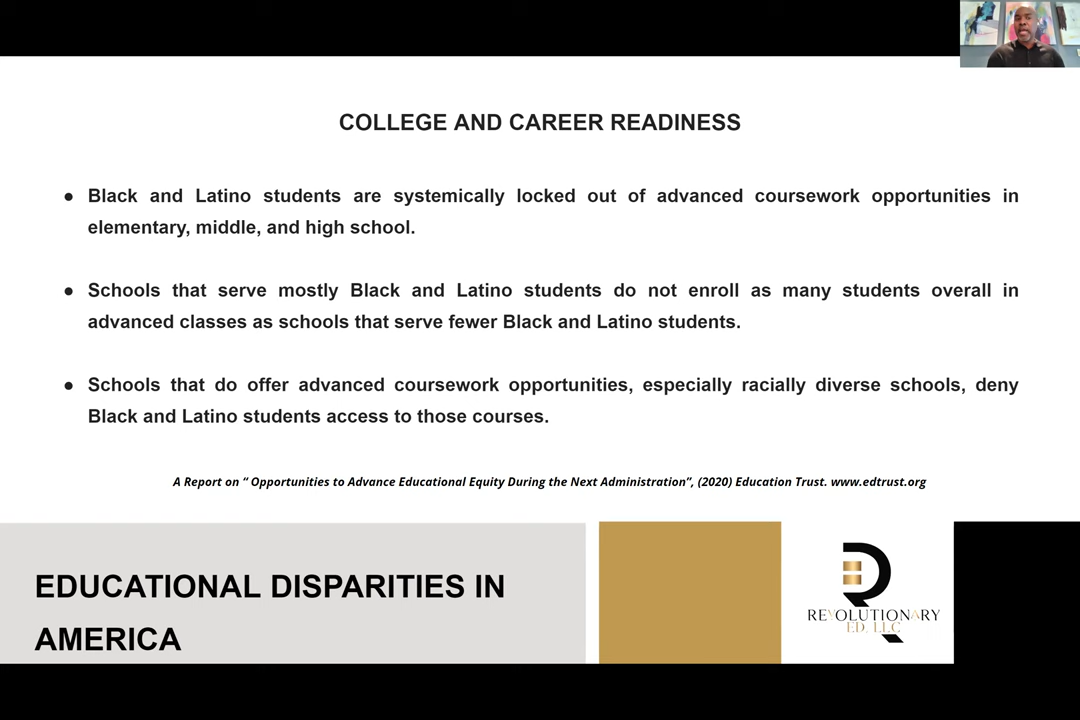 COLLEGE AND CAREER READINESS
● Black and Latino students are systemically locked out of advanced coursework opportunities in
elementary, middle, and high school.
● Schools that serve mostly Black and Latino students do not enroll as many students overall in
advanced classes as schools that serve fewer Black and Latino students.
● Schools that do offer advanced coursework opportunities, especially racially diverse schools, deny
Black and Latino students access to those courses.
A Report on “ Opportunities to Advance Educational Equity During the Next Administration”, (2020) Education Trust. www.edtrust.org
EDUCATIONAL DISPARITIES IN
AMERICA
REVOLUTIONARY
ED, LLC